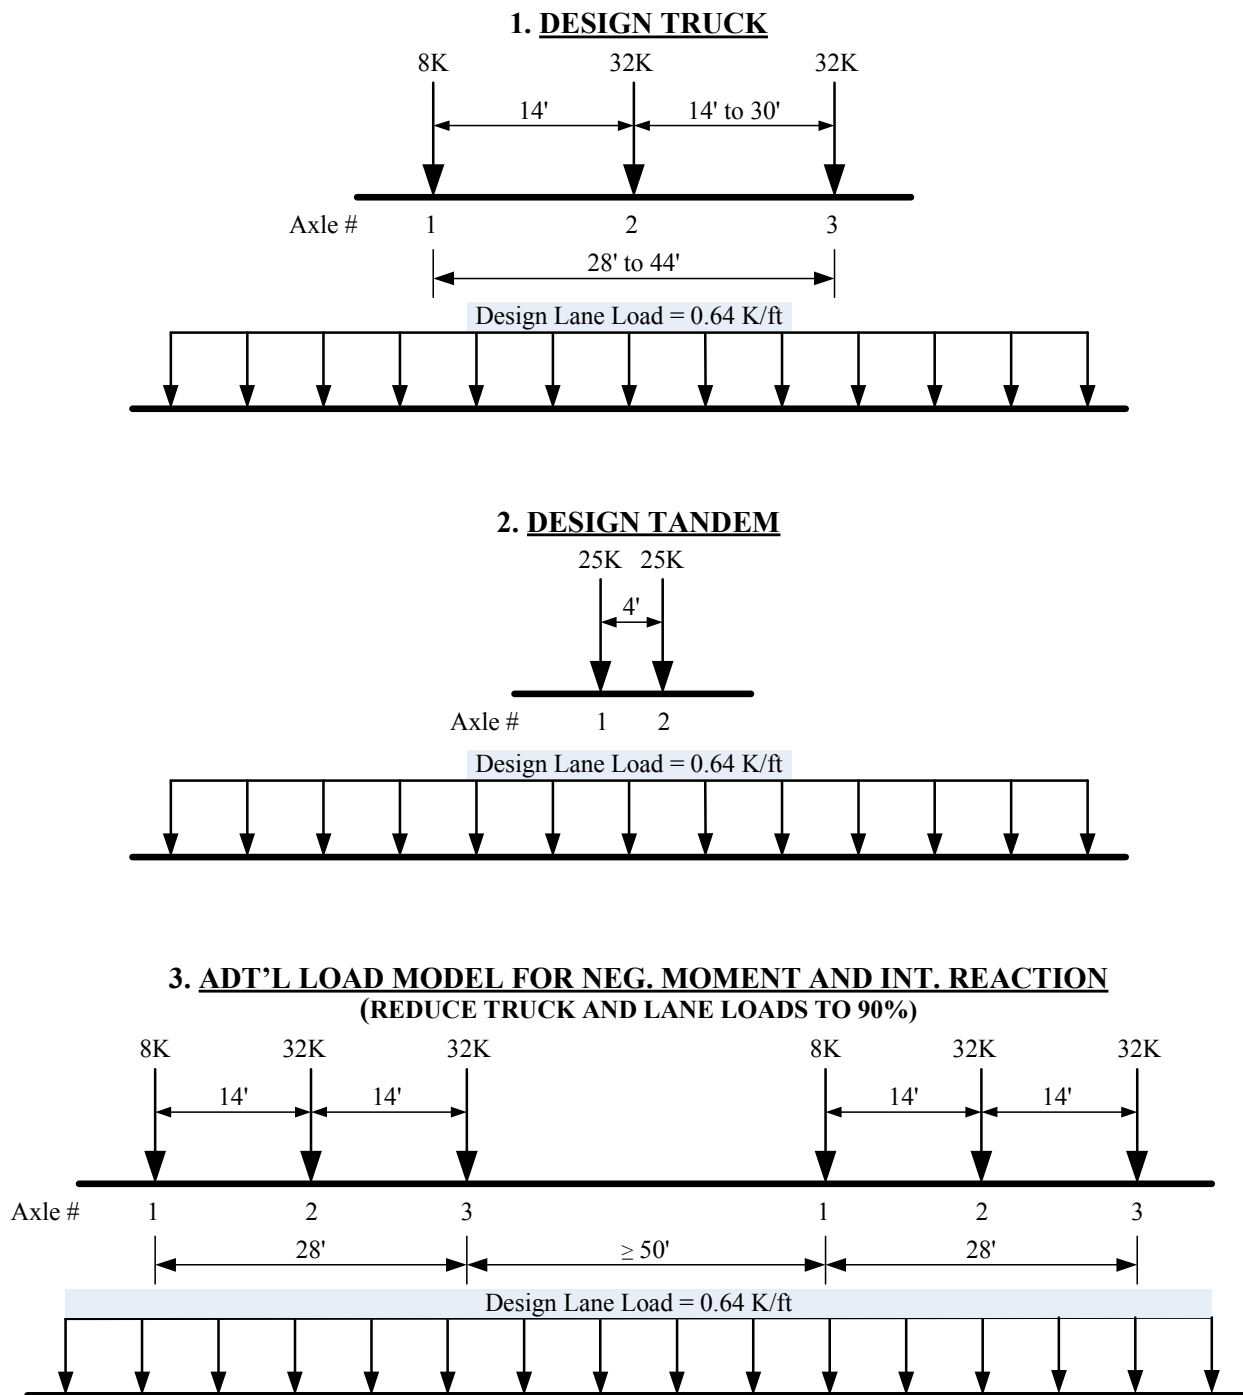 1. DESIGN TRUCK
8K 32K 32K
14' 14' to 30'
Axle # 1 2 3
28' to 44'
Design Lane Load = 0.64 K/ft
2. DESIGN TANDEM
25K 25K
4'
Axle # 1 2
Design Lane Load = 0.64 K/ft
3. ADT’L LOAD MODEL FOR NEG. MOMENT AND INT. REACTION
(REDUCE TRUCK AND LANE LOADS TO 90%)
8K 32K 32K 8K 32K 32K
14' 14' 14' 14'
Axle # 1 2 3 1 2 3
28' ≥ 50' 28'
Design Lane Load = 0.64 K/ft